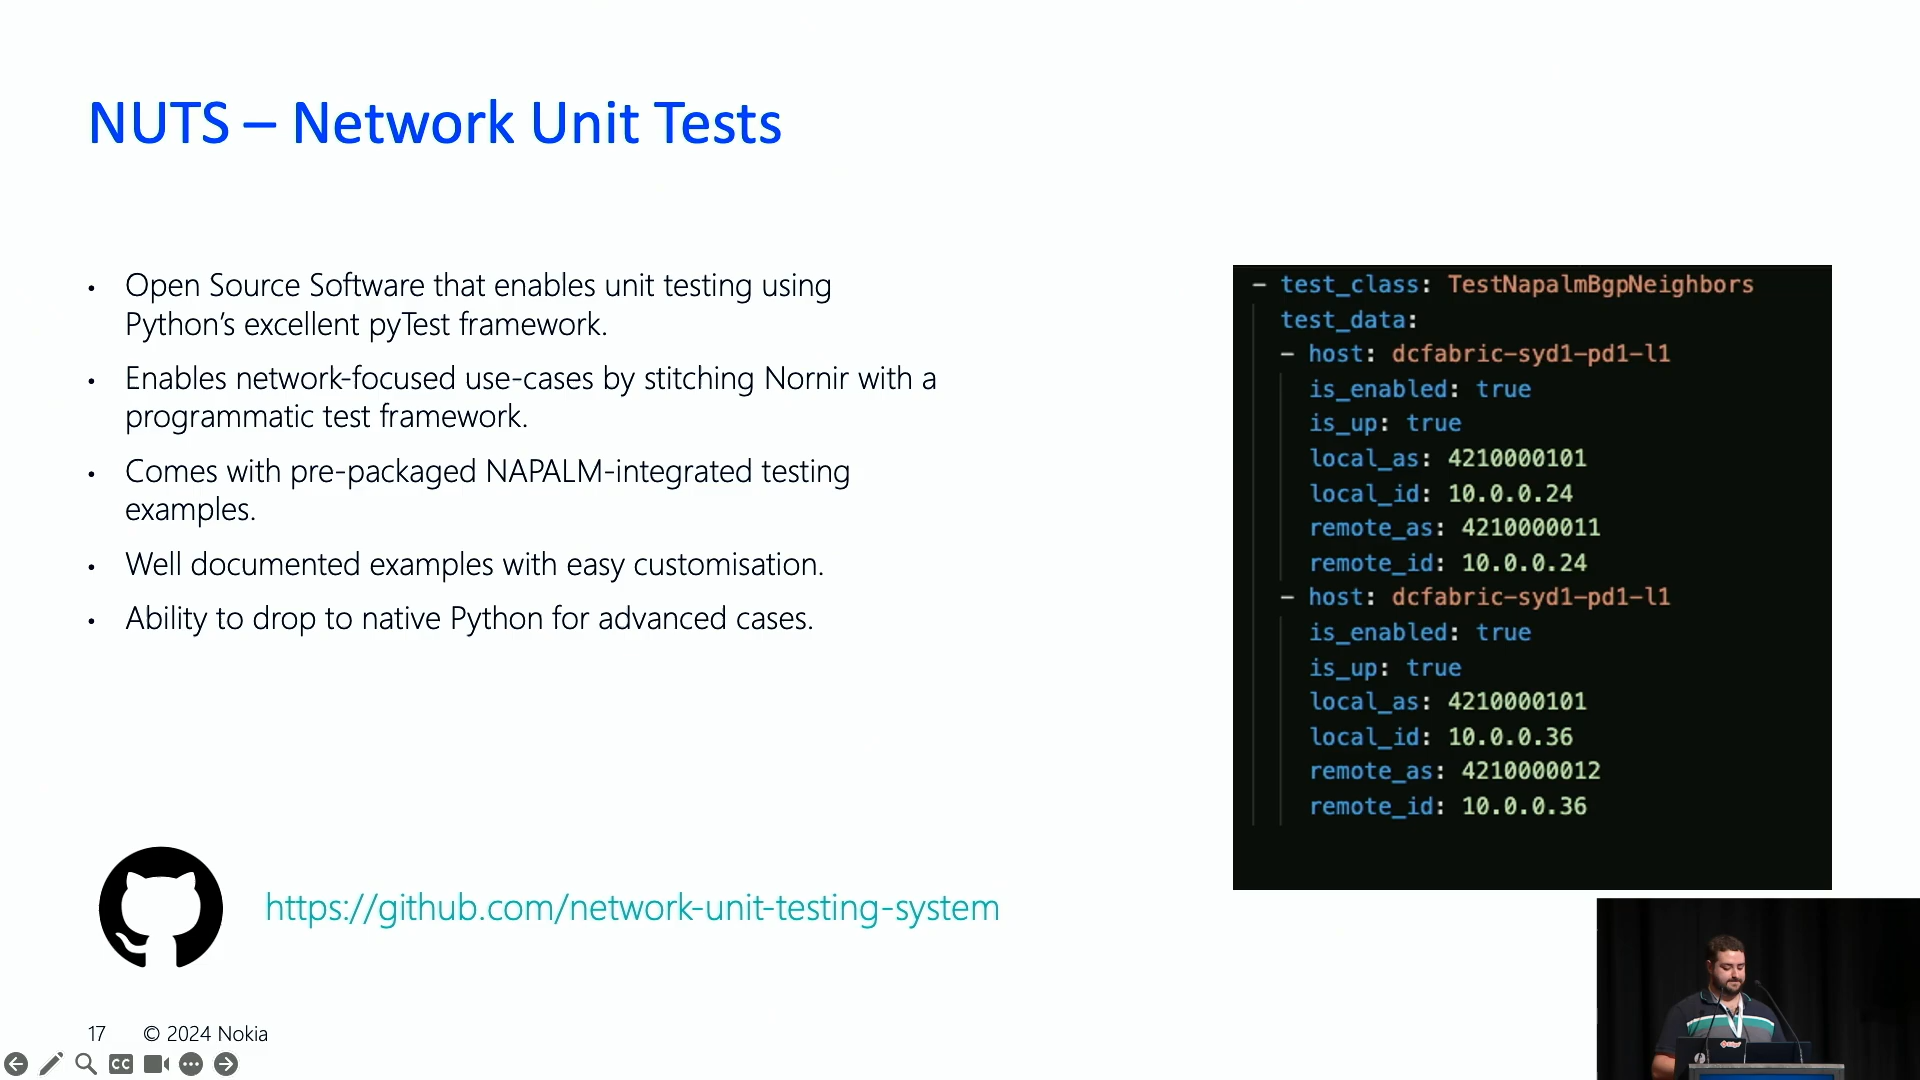 NUTS – Network Unit Tests
• Open Source Software that enables unit testing using
Python’s excellent pyTest framework.
• Enables network-focused use-cases by stitching Nornir with a
programmatic test framework.
• Comes with pre-packaged NAPALM-integrated testing
examples.
• Well documented examples with easy customisation.
• Ability to drop to native Python for advanced cases.
- test_class: TestNapalmBgpNeighbors
test_data:
- host: dcfabric-syd1-pd1-l1
is_enabled: true
is_up: true
local_as: 4210000101
local_id: 10.0.0.24
remote_as: 4210000011
remote_id: 10.0.0.24
- host: dcfabric-syd1-pd1-l1
is_enabled: true
is_up: true
local_as: 4210000101
local_id: 10.0.0.36
remote_as: 4210000012
remote_id: 10.0.0.36
https://github.com/network-unit-testing-system
17 © 2024 Nokia
CC